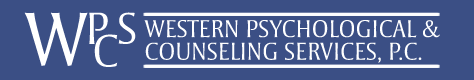 WPCS
WESTERN PSYCHOLOGICAL &
COUNSELING SERVICES, P.C.